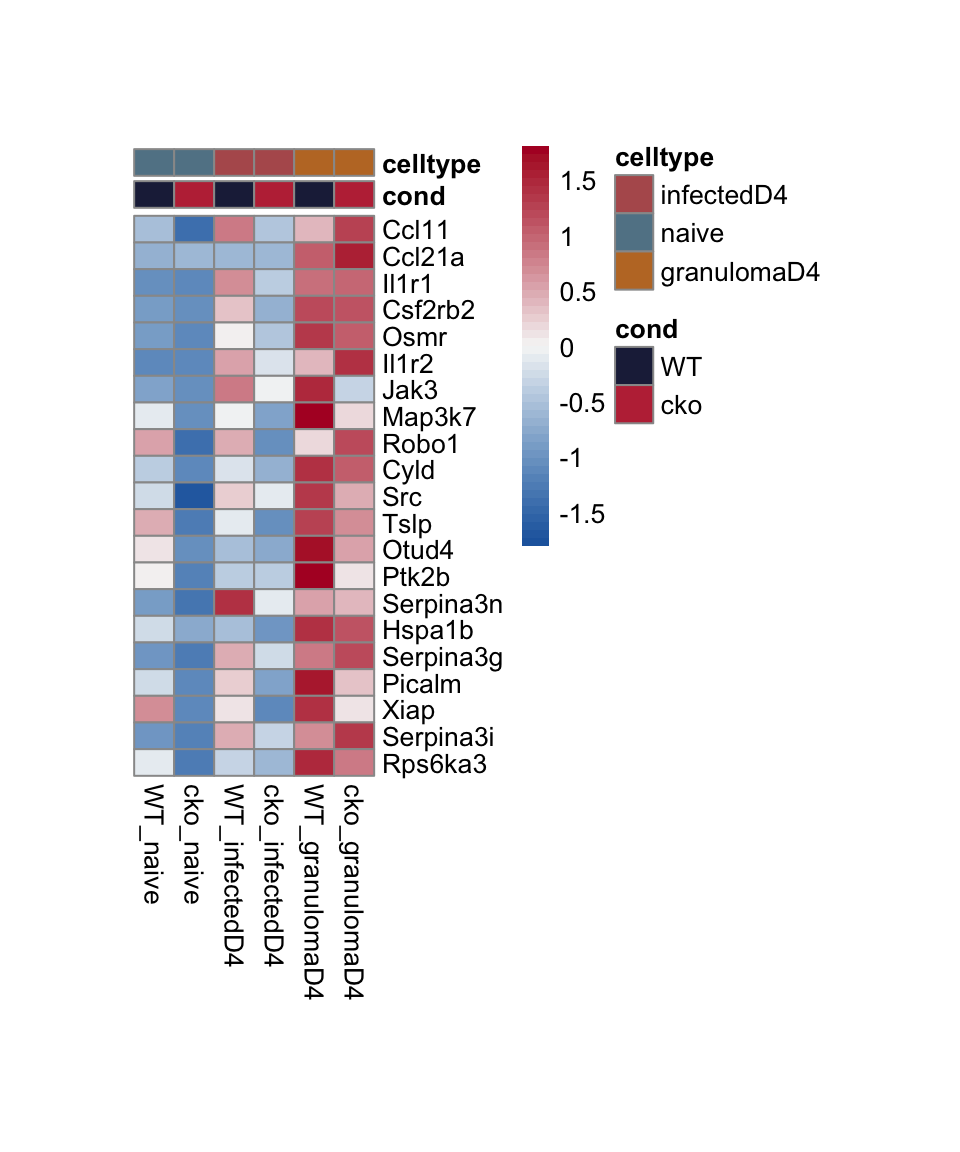 celltype
cond
Ccl11
Ccl21a
Il1r1
Csf2rb2
Osmr
Il1r2
Jak3
Map3k7
Robo1
Cyld
Src
Tslp
Otud4
Ptk2b
Serpina3n
Hspa1b
Serpina3g
Picalm
Xiap
Serpina3i
Rps6ka3
WT_naive
cko_naive
WT_infectedD4
cko_infectedD4
WT_granulomaD4
cko_granulomaD4
1.5
1
0.5
0
-0.5
-1
-1.5
celltype
infectedD4
naive
granulomaD4
cond
WT
cko